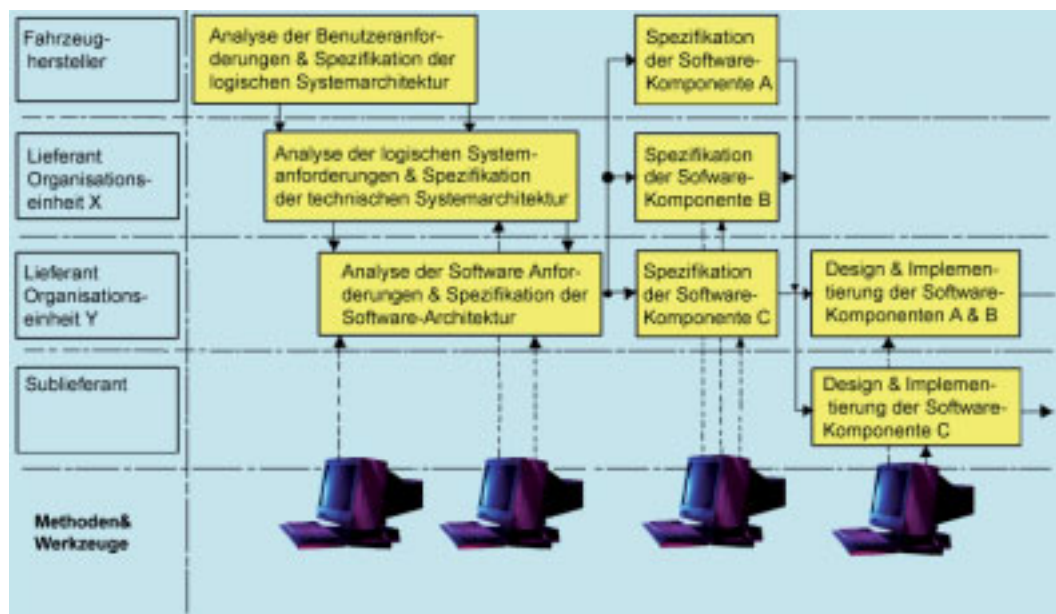 Fahrzeug-
hersteller
Analyse der Benutzeranfor-
derungen & Spezifikation der
logischen Systemarchitektur
Spezifikation
der Software-
Komponente A
Lieferant
Organisations-
einheit X
Analyse der logischen System-
anforderungen & Spezifikation
der technischen Systemarchitektur
Spezifikation
der Sofware-
Komponente B
Lieferant
Organisations-
einheit Y
Analyse der Software Anfor-
derungen & Spezifikation der
Software-Architektur
Spezifikation
der Software-
Komponente C
Design & Implemen-
tierung der Software-
Komponenten A & B
Sublieferant
Design & Implemen-
tierung der Software-
Komponente C
Methoden&
Werkzeuge